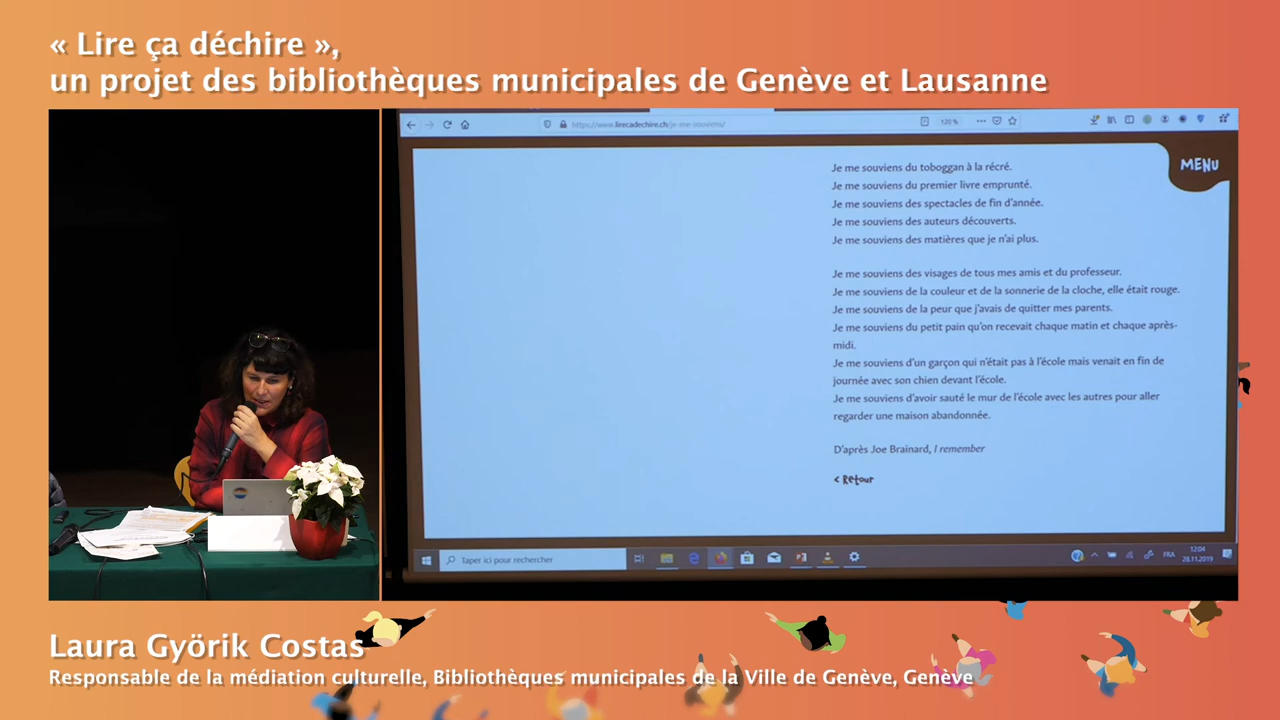 « Lire ça déchire »,
un projet des bibliothèques municipales de Genève et Lausanne
https://www.lirecadechire.ch/je-me-souviens/
120 %
MENU
Je me souviens du toboggan à la récré.
Je me souviens du premier livre emprunté.
Je me souviens des spectacles de fin d'année.
Je me souviens des auteurs découverts.
Je me souviens des matières que je n'ai plus.
Je me souviens des visages de tous mes amis et du professeur.
Je me souviens de la couleur et de la sonnerie de la cloche, elle était rouge.
Je me souviens de la peur que j'avais de quitter mes parents.
Je me souviens du petit pain qu'on recevait chaque matin et chaque après-
midi.
Je me souviens d'un garçon qui n'était pas à l'école mais venait en fin de
journée avec son chien devant l'école.
Je me souviens d'avoir sauté le mur de l'école avec les autres pour aller
regarder une maison abandonnée.
D'après Joe Brainard, I remember
< Retour
Taper ici pour rechercher
FRA
12:04
28.11.2019
Laura Györik Costas
Responsable de la médiation culturelle, Bibliothèques municipales de la Ville de Genève, Genève